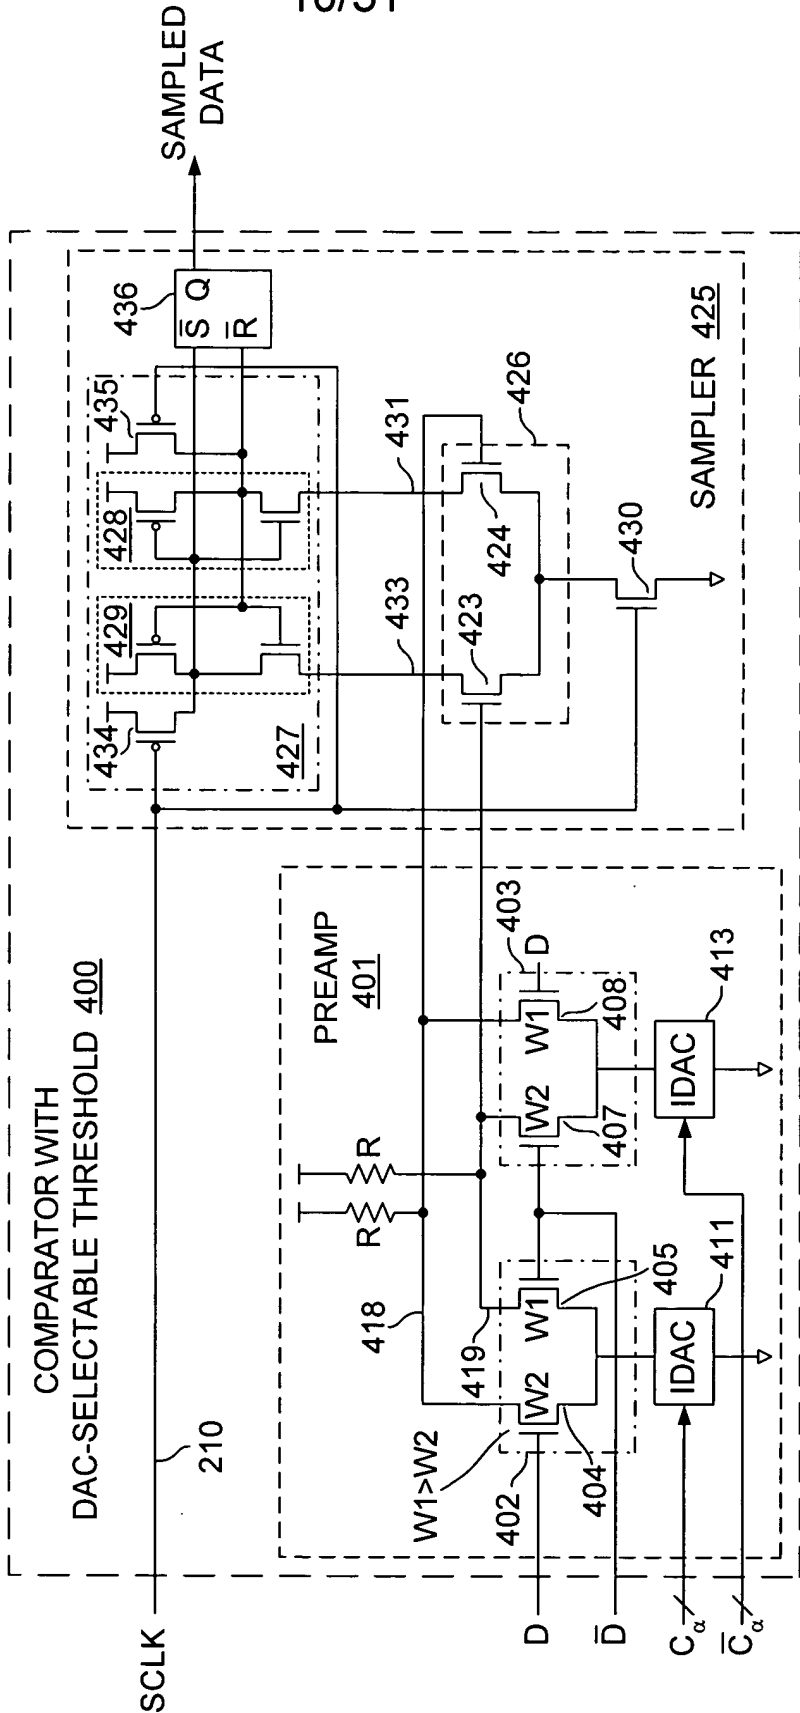 COMPARATOR WITH
DAC-SELECTABLE THRESHOLD 400
SCLK
210
PREAMP
401
R
R
418
419
W1>W2
402
W2
W1
404
405
403
D
W2
W1
407
408
D
D̅
IDAC
411
IDAC
413
Cα
C̅α
434
429
428
435
427
436
S̅
Q
R̅
SAMPLED
DATA
433
431
423
424
426
430
SAMPLER 425